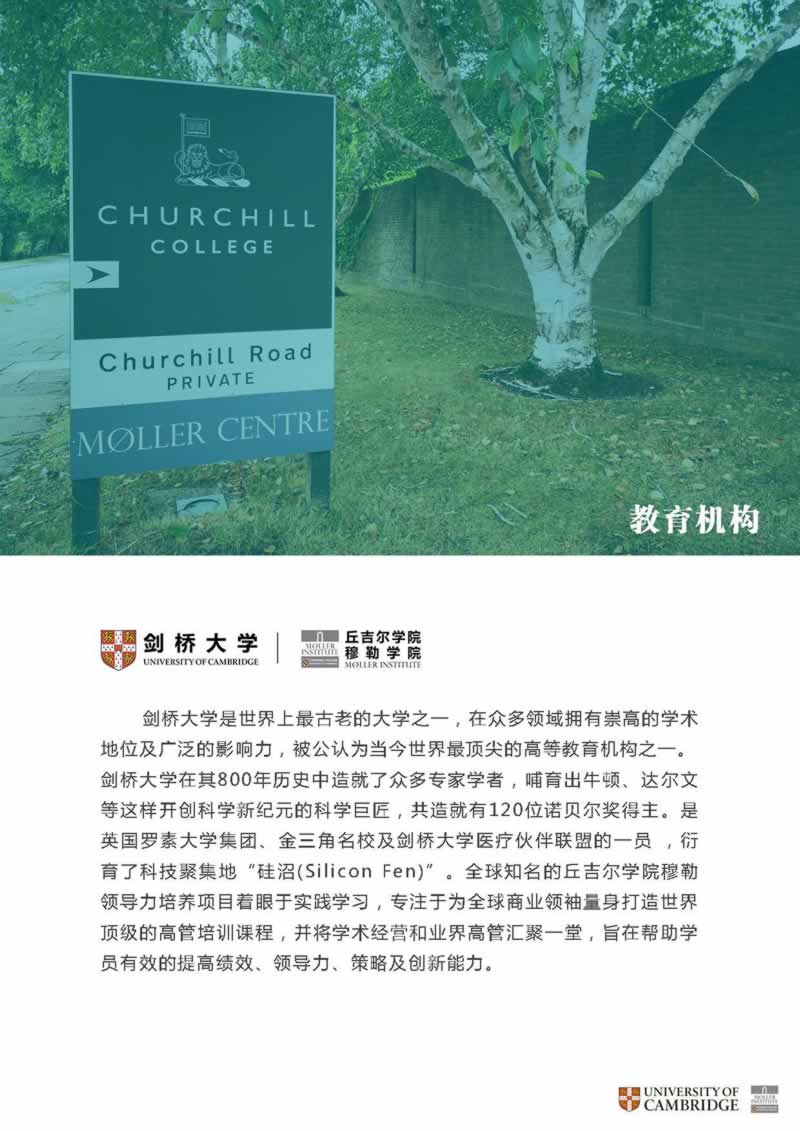 CHURCHILL
COLLEGE
Churchill Road
PRIVATE
MØLLER CENTRE
教育机构
剑桥大学
UNIVERSITY OF CAMBRIDGE
MØLLER
INSTITUTE
丘吉尔学院
穆勒学院
MØLLER INSTITUTE
剑桥大学是世界上最古老的大学之一，在众多领域拥有崇高的学术
地位及广泛的影响力，被公认为当今世界最顶尖的高等教育机构之一。
剑桥大学在其800年历史中造就了众多专家学者，哺育出牛顿、达尔文
等这样开创科学新纪元的科学巨匠，共造就有120位诺贝尔奖得主。是
英国罗素大学集团、金三角名校及剑桥大学医疗伙伴联盟的一员 ，衍
育了科技聚集地“硅沼(Silicon Fen)”。全球知名的丘吉尔学院穆勒
领导力培养项目着眼于实践学习，专注于为全球商业领袖量身打造世界
顶级的高管培训课程，并将学术经营和业界高管汇聚一堂，旨在帮助学
员有效的提高绩效、领导力、策略及创新能力。
UNIVERSITY OF
CAMBRIDGE
MØLLER
INSTITUTE